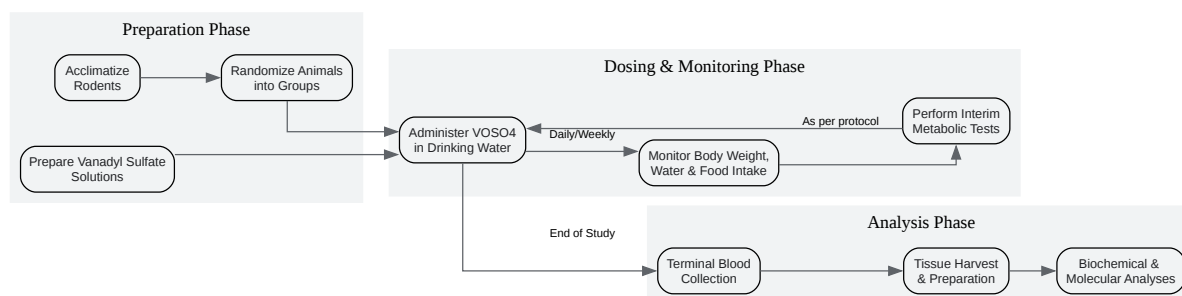 Preparation Phase
Acclimatize
Rodents
Randomize Animals
into Groups
Prepare Vanadyl Sulfate
Solutions
Dosing & Monitoring Phase
Administer VOSO4
in Drinking Water
Daily/Weekly
Monitor Body Weight,
Water & Food Intake
As per protocol
Perform Interim
Metabolic Tests
End of Study
Analysis Phase
Terminal Blood
Collection
Tissue Harvest
& Preparation
Biochemical &
Molecular Analyses